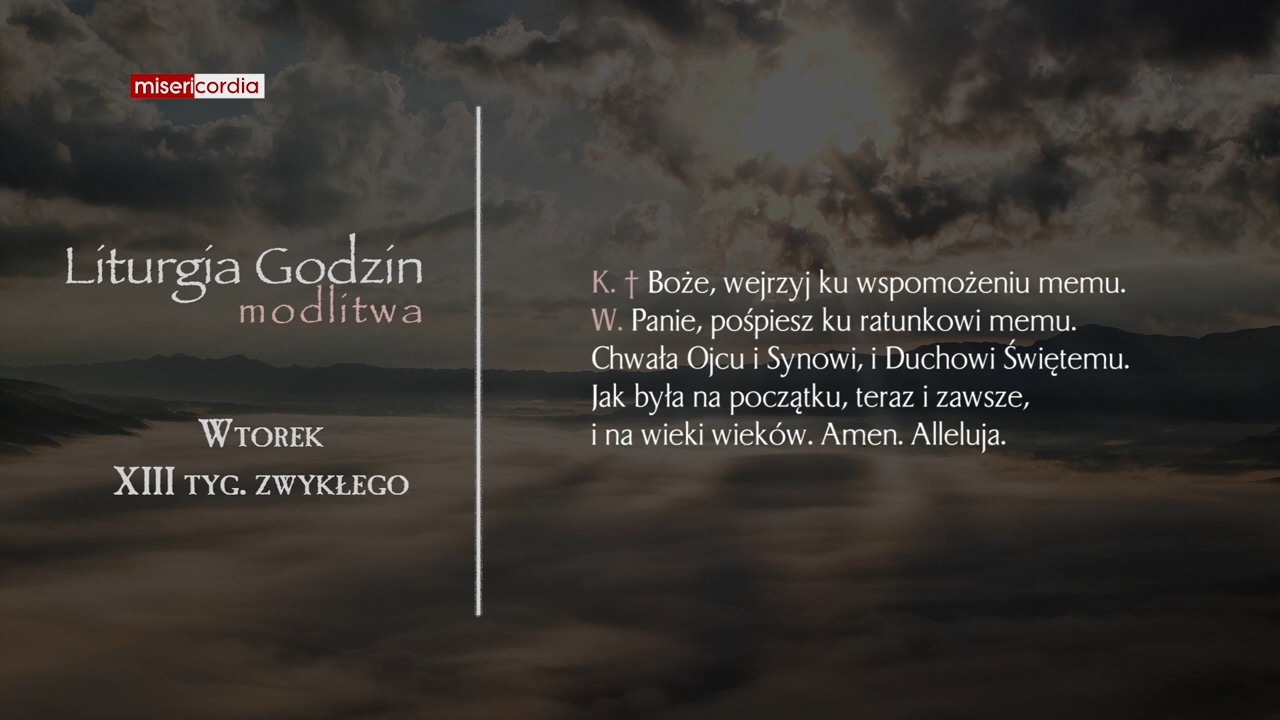 misericordia
Liturgia Godzin
modlitwa
Wtorek
XIII tyg. zwykłego
K. † Boże, wejrzyj ku wspomożeniu memu.
W. Panie, pośpiesz ku ratunkowi memu.
Chwała Ojcu i Synowi, i Duchowi Świętemu.
Jak była na początku, teraz i zawsze,
i na wieki wieków. Amen. Alleluja.